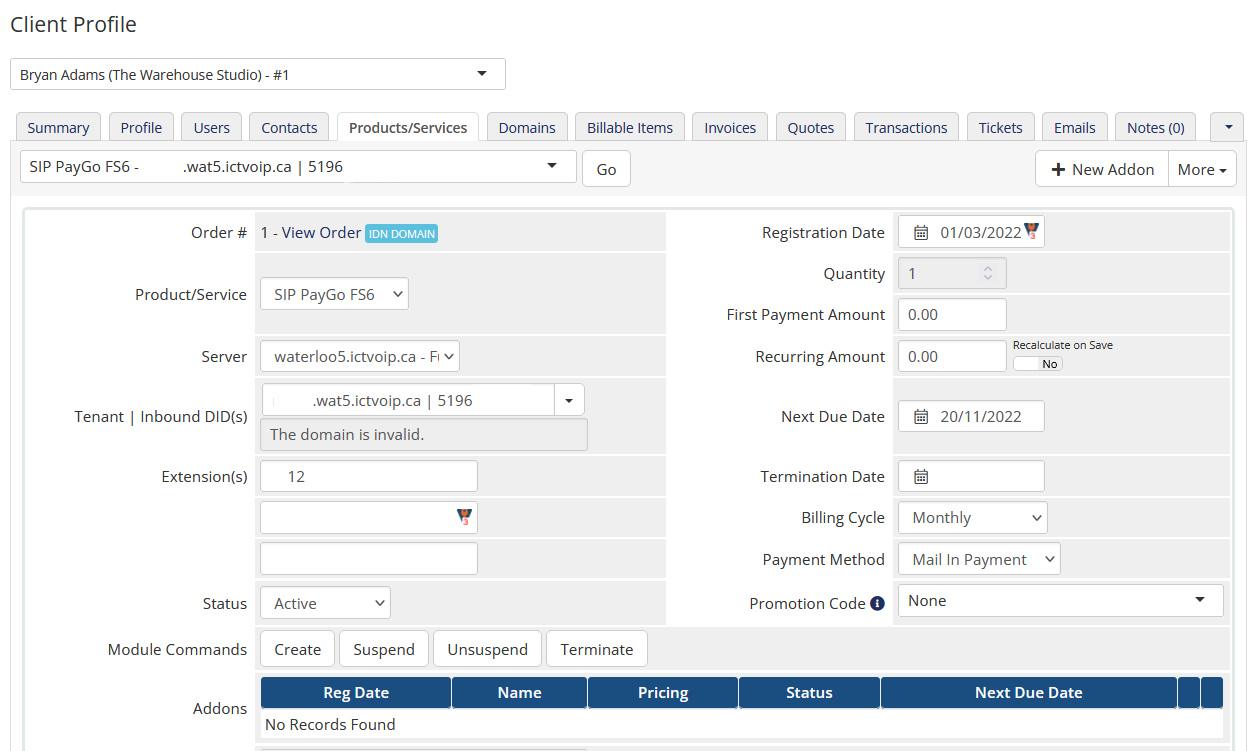 Client Profile
Bryan Adams (The Warehouse Studio) - #1
Summary Profile Users Contacts Products/Services Domains Billable Items Invoices Quotes Transactions Tickets Emails Notes (0)
SIP PayGo FS6 - .wat5.ictvoip.ca | 5196 Go + New Addon More
Order # 1 - View Order IDN DOMAIN Registration Date 01/03/2022 3
Quantity 1
Product/Service SIP PayGo FS6
First Payment Amount 0.00
Server waterloo5.ictvoip.ca - Recurring Amount 0.00 Recalculate on Save
No
Tenant | Inbound DID(s) .wat5.ictvoip.ca | 5196 Next Due Date 20/11/2022
The domain is invalid.
Extension(s) 12 Termination Date
3 Billing Cycle Monthly
Payment Method Mail In Payment
Status Active Promotion Code i None
Module Commands Create Suspend Unsuspend Terminate
Addons Reg Date Name Pricing Status Next Due Date
No Records Found